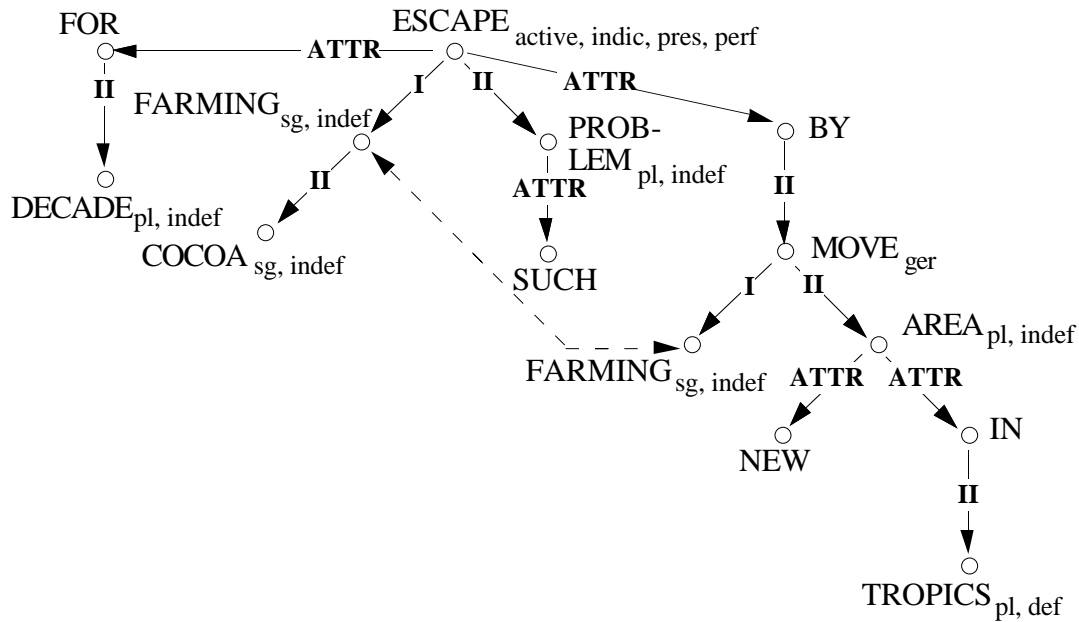 FOR
ESCAPE active, indic, pres, perf
ATTR
I
II
ATTR
II
FARMING sg, indef
PROB-
LEM pl, indef
BY
II
ATTR
II
DECADE pl, indef
COCOA sg, indef
SUCH
MOVE ger
I
II
AREA pl, indef
FARMING sg, indef
ATTR
ATTR
NEW
IN
II
TROPICS pl, def